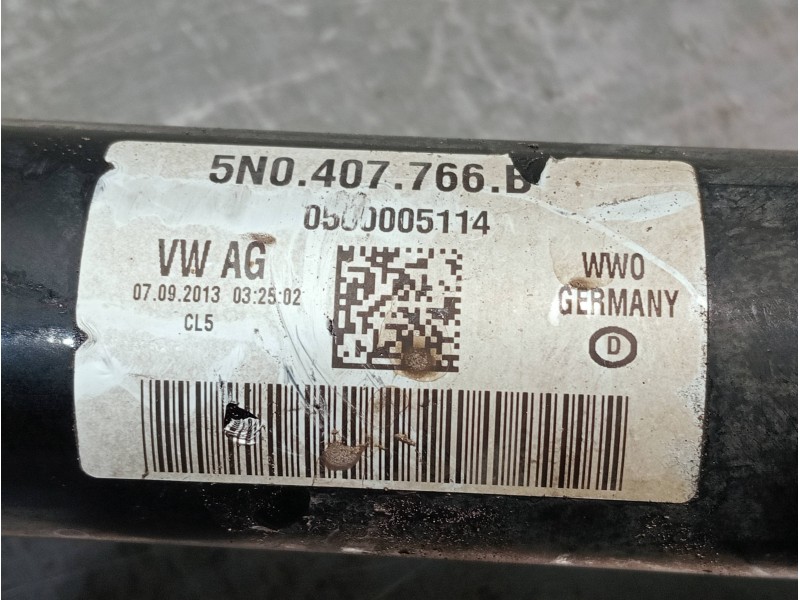 5N0.407.766.B
0500005114
VW AG
07.09.2013 03:25:02
CL5
WWO
GERMANY
D